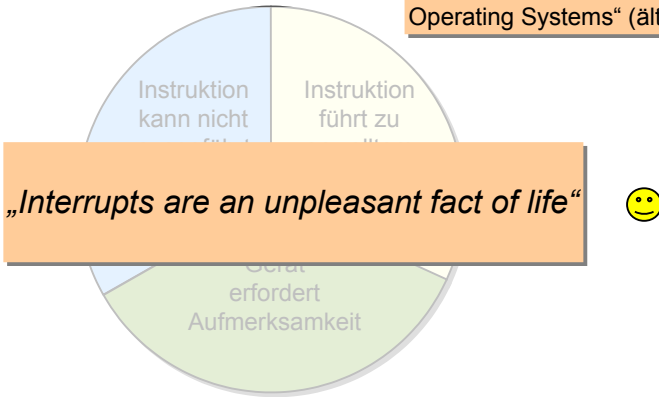 Operating Systems“ (ält
Instruktion
kann nicht
Instruktion
führt zu
„Interrupts are an unpleasant fact of life“
Gerät
erfordert
Aufmerksamkeit